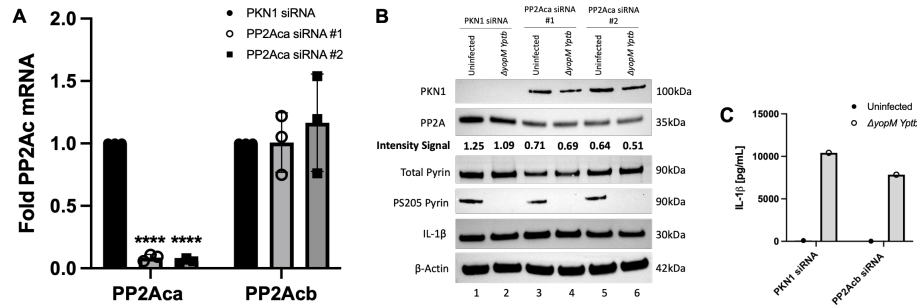 A
PKN1 siRNA
PP2Aca siRNA #1
PP2Aca siRNA #2
Fold PP2Ac mRNA
2.0
1.5
1.0
0.5
0.0
**** ****
PP2Aca PP2Acb
B
PKN1 siRNA
PP2Aca siRNA
#1
PP2Aca siRNA
#2
Uninfected
ΔyopM Yptb
Uninfected
ΔyopM Yptb
Uninfected
ΔyopM Yptb
PKN1 100kDa
PP2A 35kDa
Intensity Signal 1.25 1.09 0.71 0.69 0.64 0.51
Total Pyrin 90kDa
PS205 Pyrin 90kDa
IL-1β 30kDa
β-Actin 42kDa
1 2 3 4 5 6
C
Uninfected
ΔyopM Yptb
IL-1β [pg/mL]
15000
10000
5000
0
PKN1 siRNA
PP2Acb siRNA